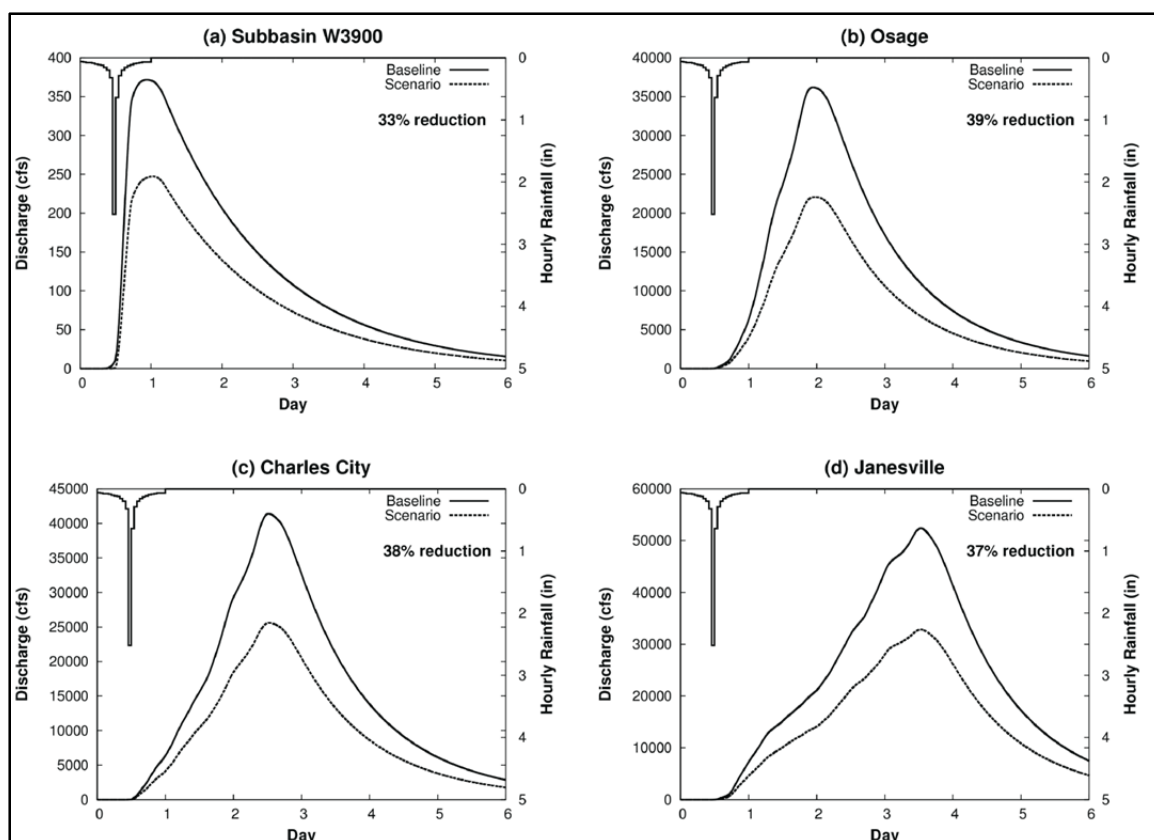 (a) Subbasin W3900
400
350
300
250
200
150
100
50
0
Discharge (cfs)
Baseline
Scenario
33% reduction
0
1
2
3
4
5
Hourly Rainfall (in)
0 1 2 3 4 5 6
Day
(b) Osage
40000
35000
30000
25000
20000
15000
10000
5000
0
Discharge (cfs)
Baseline
Scenario
39% reduction
0
1
2
3
4
5
Hourly Rainfall (in)
0 1 2 3 4 5 6
Day
(c) Charles City
45000
40000
35000
30000
25000
20000
15000
10000
5000
0
Discharge (cfs)
Baseline
Scenario
38% reduction
0
1
2
3
4
5
Hourly Rainfall (in)
0 1 2 3 4 5 6
Day
(d) Janesville
60000
50000
40000
30000
20000
10000
0
Discharge (cfs)
Baseline
Scenario
37% reduction
0
1
2
3
4
5
Hourly Rainfall (in)
0 1 2 3 4 5 6
Day